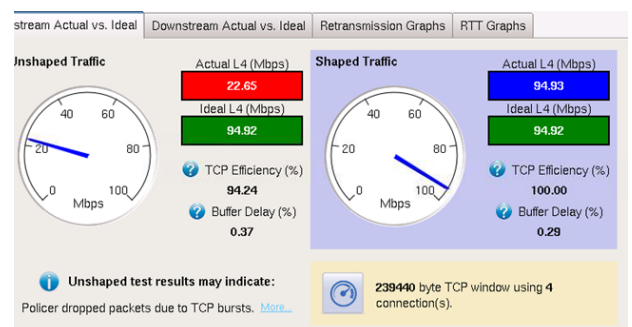 stream Actual vs. Ideal
Downstream Actual vs. Ideal
Retransmission Graphs
RTT Graphs
Unshaped Traffic
Actual L4 (Mbps)
22.65
Ideal L4 (Mbps)
94.92
40 60
20 80
0 100
Mbps
TCP Efficiency (%)
94.24
Buffer Delay (%)
0.37
Shaped Traffic
Actual L4 (Mbps)
94.93
Ideal L4 (Mbps)
94.92
40 60
20 80
0 100
Mbps
TCP Efficiency (%)
100.00
Buffer Delay (%)
0.29
Unshaped test results may indicate:
Policer dropped packets due to TCP bursts. More...
239440 byte TCP window using 4
connection(s).